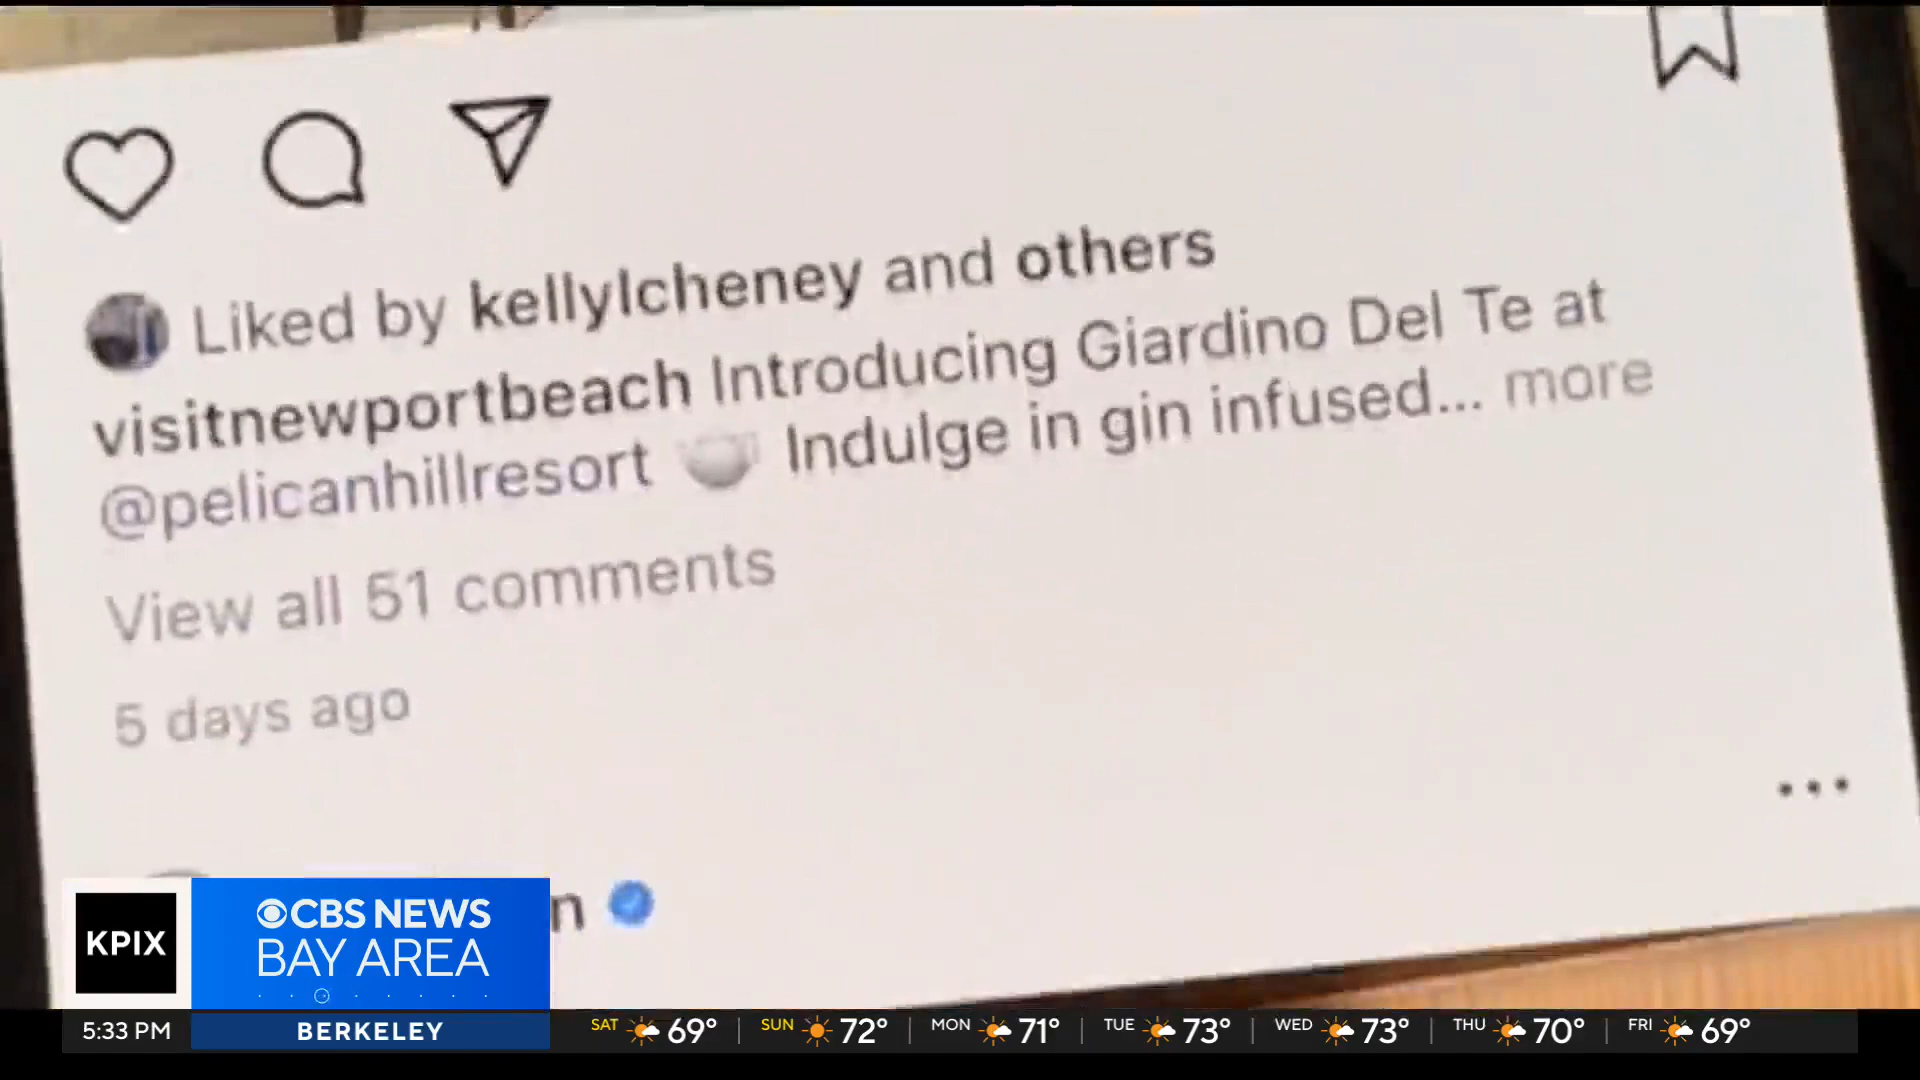 Liked by kellylcheney and others
visitnewportbeach Introducing Giardino Del Te at
@pelicanhillresort Indulge in gin infused... more
View all 51 comments
5 days ago
n
KPIX
CBS NEWS
BAY AREA
5:33 PM
BERKELEY
SAT 69° SUN 72° MON 71° TUE 73° WED 73° THU 70° FRI 69°